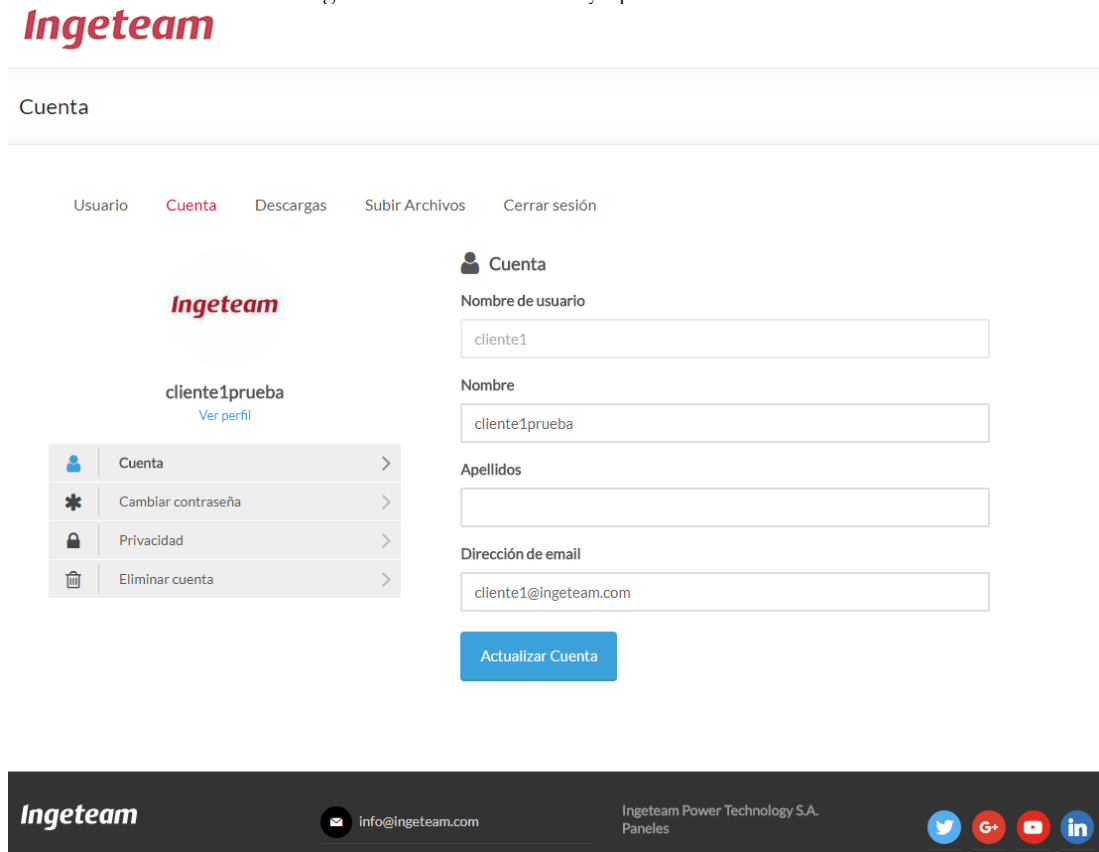 Ingeteam
Cuenta
Usuario Cuenta Descargas Subir Archivos Cerrar sesión
Ingeteam
cliente1prueba
Ver perfil
Cuenta
Cambiar contraseña
Privacidad
Eliminar cuenta
Cuenta
Nombre de usuario
cliente1
Nombre
cliente1prueba
Apellidos
Dirección de email
cliente1@ingeteam.com
Actualizar Cuenta
Ingeteam
info@ingeteam.com
Ingeteam Power Technology S.A.
Paneles
G+
in